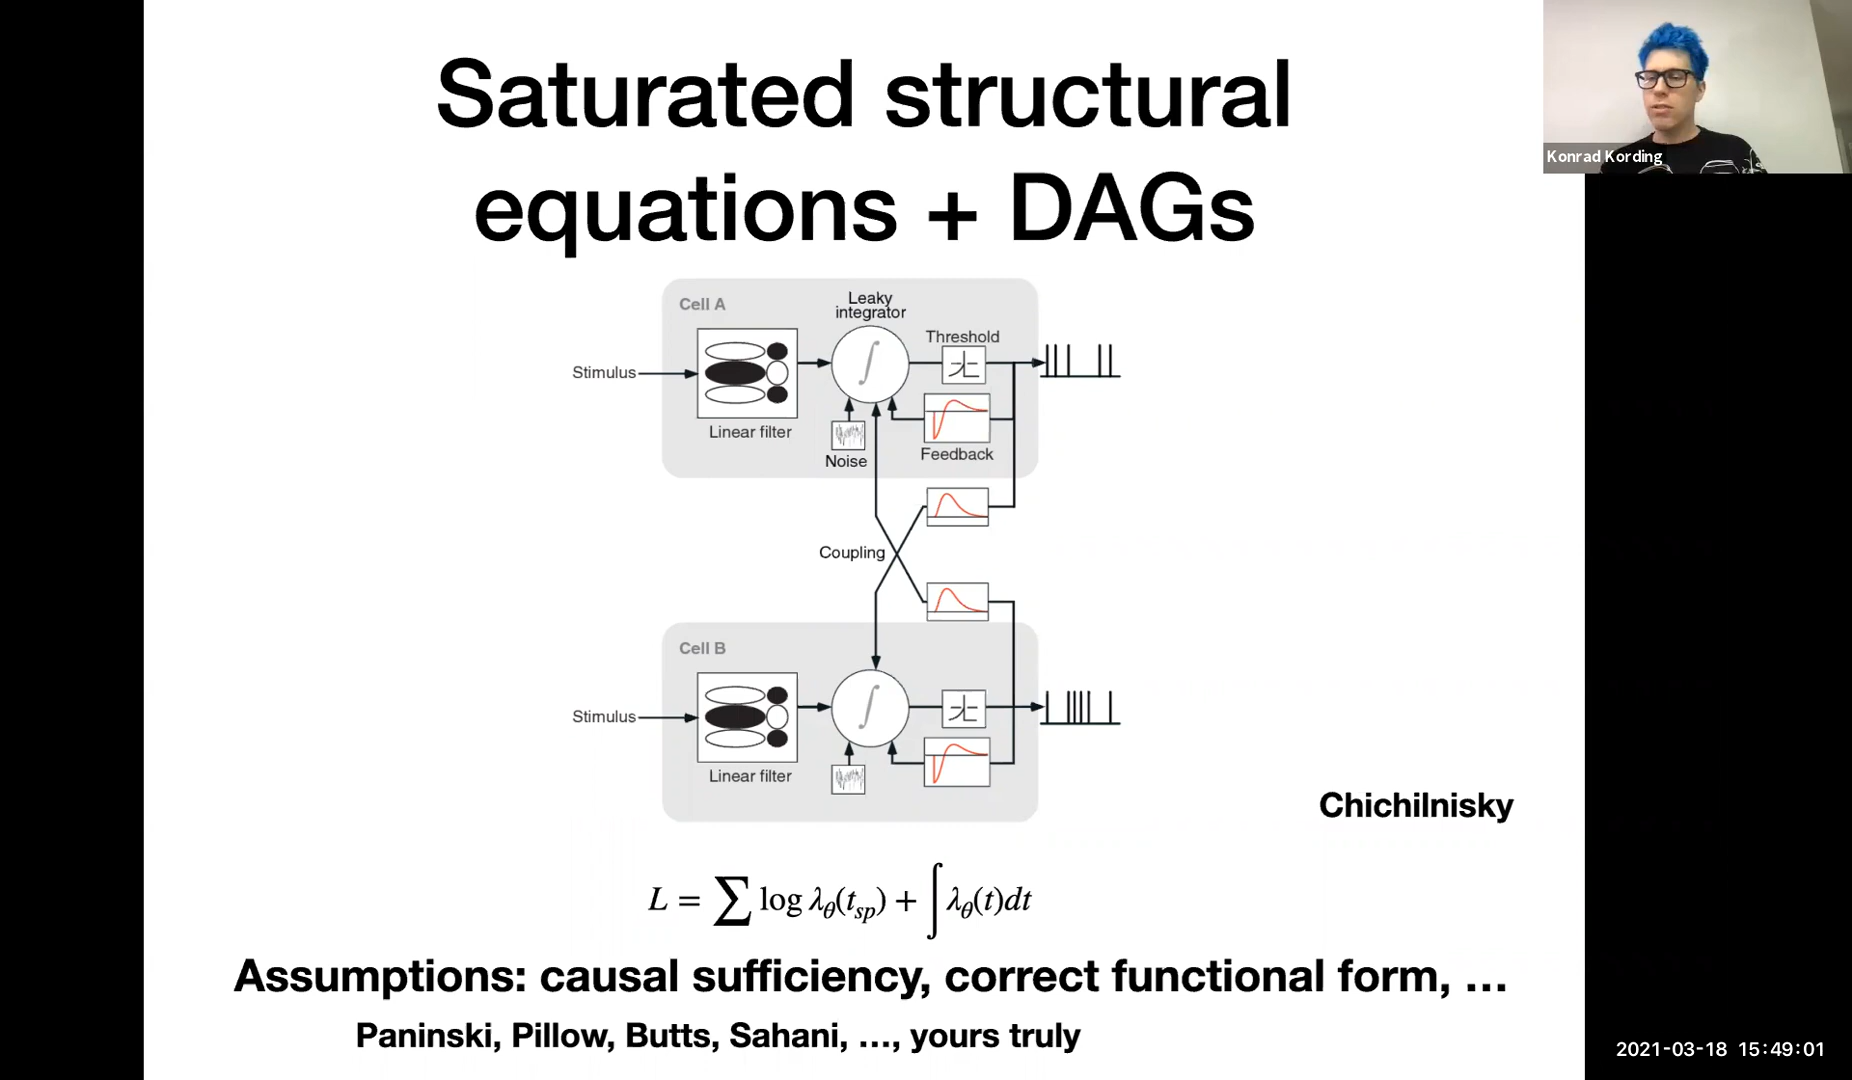 Saturated structural
equations + DAGs
Konrad Kording
Cell A
Leaky
integrator
Threshold
Stimulus
Linear filter
Noise
Feedback
Coupling
Cell B
Stimulus
Linear filter
Chichilnisky
L = ∑ log λθ(tsp) + ∫ λθ(t)dt
Assumptions: causal sufficiency, correct functional form, …
Paninski, Pillow, Butts, Sahani, …, yours truly
2021-03-18 15:49:01